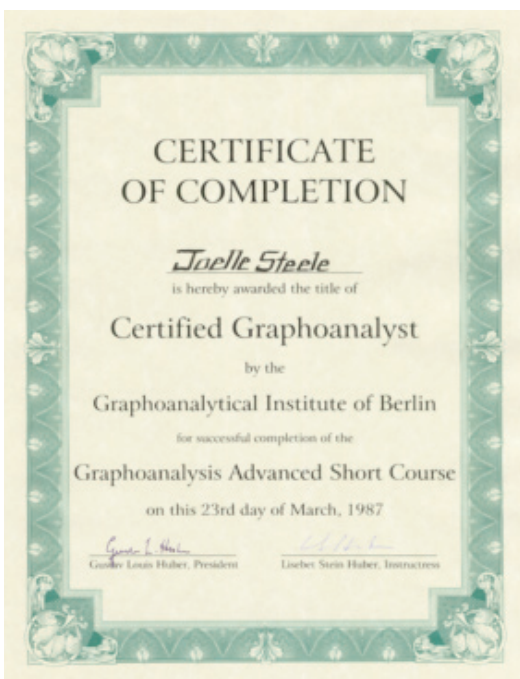 CERTIFICATE
OF COMPLETION
Joelle Steele
is hereby awarded the title of
Certified Graphoanalyst
by the
Graphoanalytical Institute of Berlin
for successful completion of the
Graphoanalysis Advanced Short Course
on this 23rd day of March, 1987
Gustav Louis Huber, President
Lisebet Stein Huber, Instructress